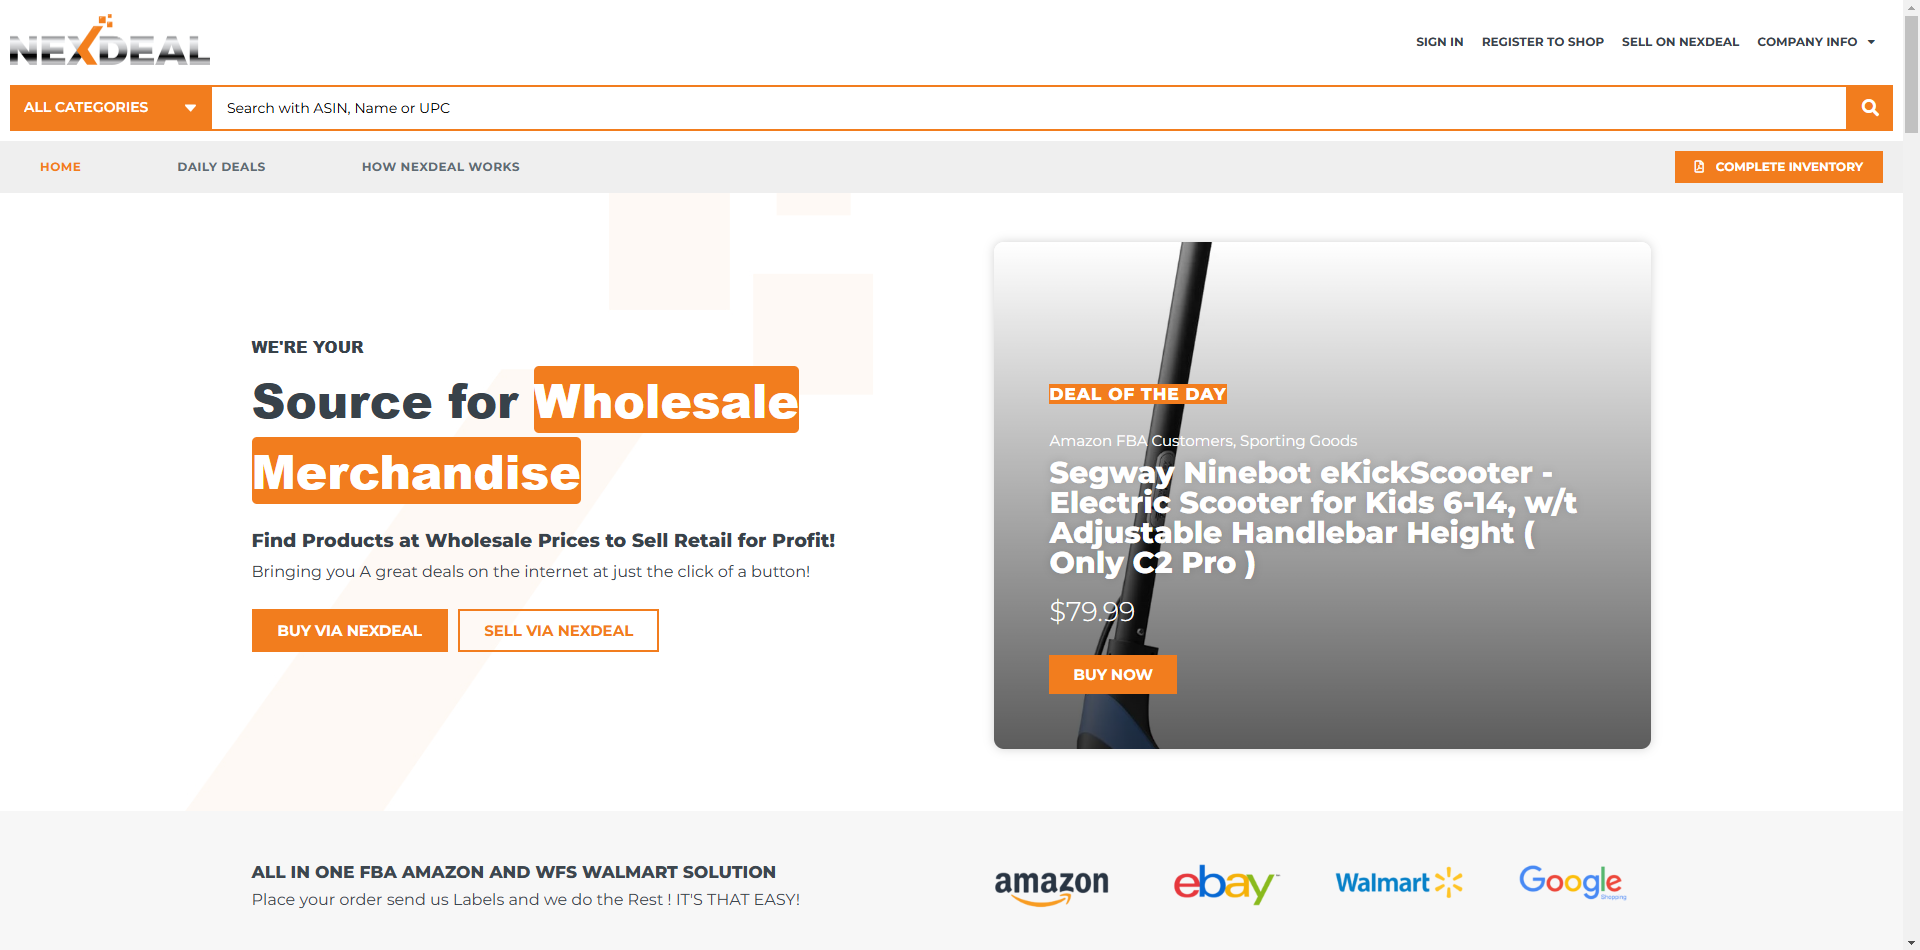 NEXDEAL
SIGN IN REGISTER TO SHOP SELL ON NEXDEAL COMPANY INFO
ALL CATEGORIES Search with ASIN, Name or UPC
HOME DAILY DEALS HOW NEXDEAL WORKS COMPLETE INVENTORY
WE'RE YOUR
Source for Wholesale
Merchandise
Find Products at Wholesale Prices to Sell Retail for Profit!
Bringing you A great deals on the internet at just the click of a button!
BUY VIA NEXDEAL SELL VIA NEXDEAL
DEAL OF THE DAY
Amazon FBA Customers, Sporting Goods
Segway Ninebot eKickScooter -
Electric Scooter for Kids 6-14, w/t
Adjustable Handlebar Height (
Only C2 Pro )
$79.99
BUY NOW
ALL IN ONE FBA AMAZON AND WFS WALMART SOLUTION
Place your order send us Labels and we do the Rest ! IT'S THAT EASY!
amazon ebay™ Walmart Google
Shopping